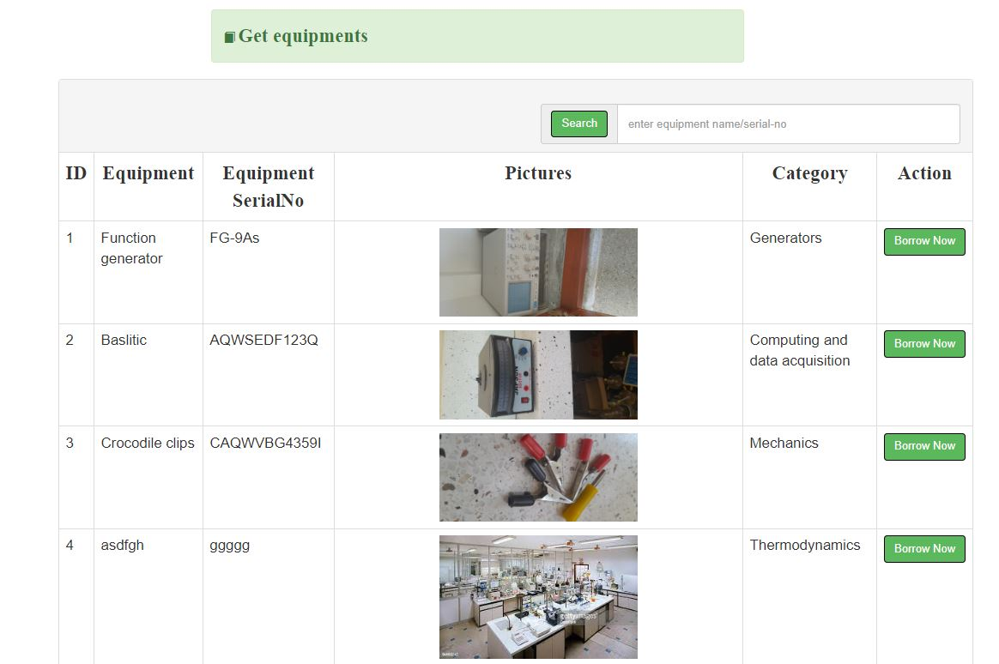 Get equipments
Search
enter equipment name/serial-no
ID
Equipment
Equipment
SerialNo
Pictures
Category
Action
1
Function
generator
FG-9As
Generators
Borrow Now
2
Baslitic
AQWSEDF123Q
Computing and
data acquisition
Borrow Now
3
Crocodile clips
CAQWVBG4359I
Mechanics
Borrow Now
4
asdfgh
ggggg
gettyimages
Thermodynamics
Borrow Now